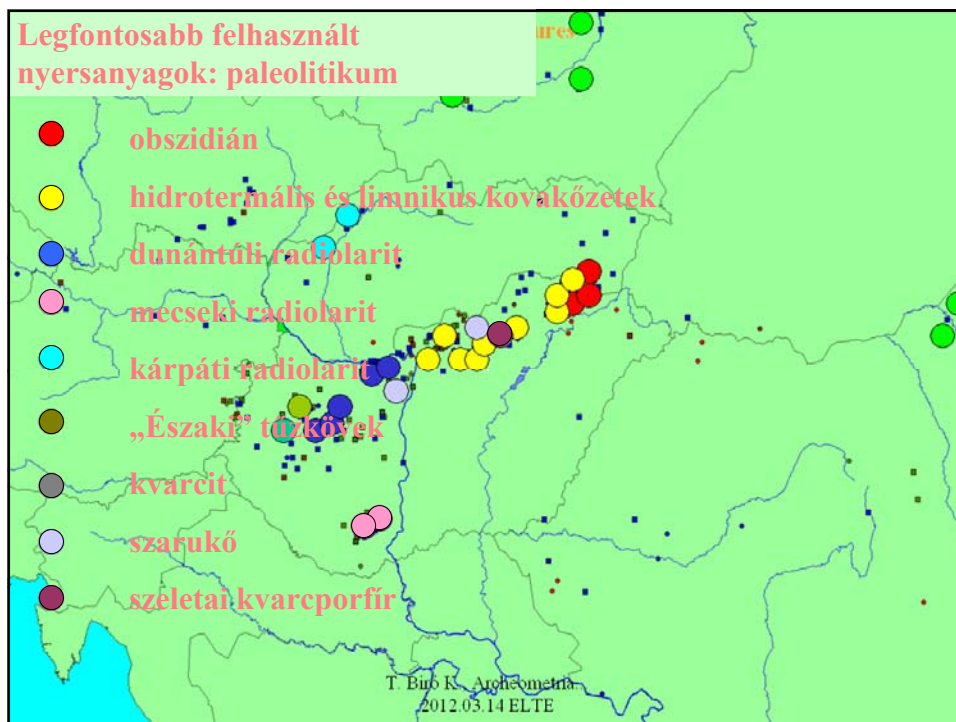 Legfontosabb felhasznált
nyersanyagok: paleolitikum
ures
obszidián
hidrotermális és limnikus kovakőzetek
dunántúli radiolarit
mecseki radiolarit
kárpáti radiolarit
„Északi” tűzkövek
kvarcit
szarukő
szeletai kvarcporfír
T. Biró K., Archeometria.
2012.03.14 ELTE